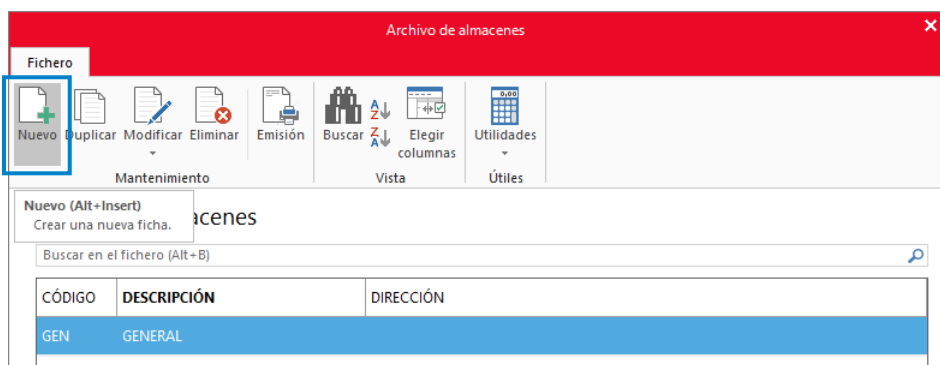 Archivo de almacenes
Fichero
Nuevo Duplicar Modificar Eliminar Emisión Buscar Elegir columnas Utilidades
Mantenimiento Vista Útiles
Nuevo (Alt+Insert)
Crear una nueva ficha.
acenes
Buscar en el fichero (Alt+B)
CÓDIGO DESCRIPCIÓN DIRECCIÓN
GEN GENERAL